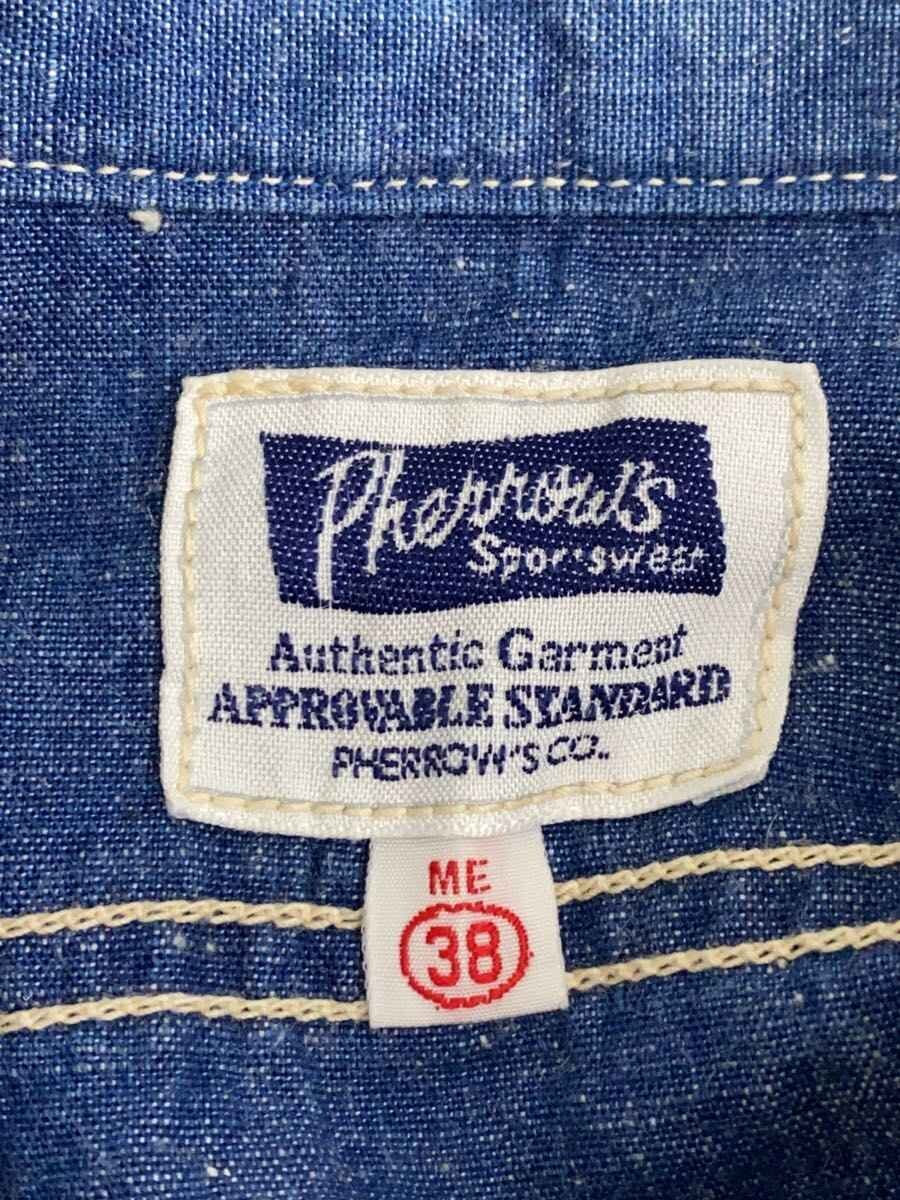 Pherrow's
Sportswear
Authentic Garment
APPROVABLE STANDARD
PHERROW'S CO.
ME
38